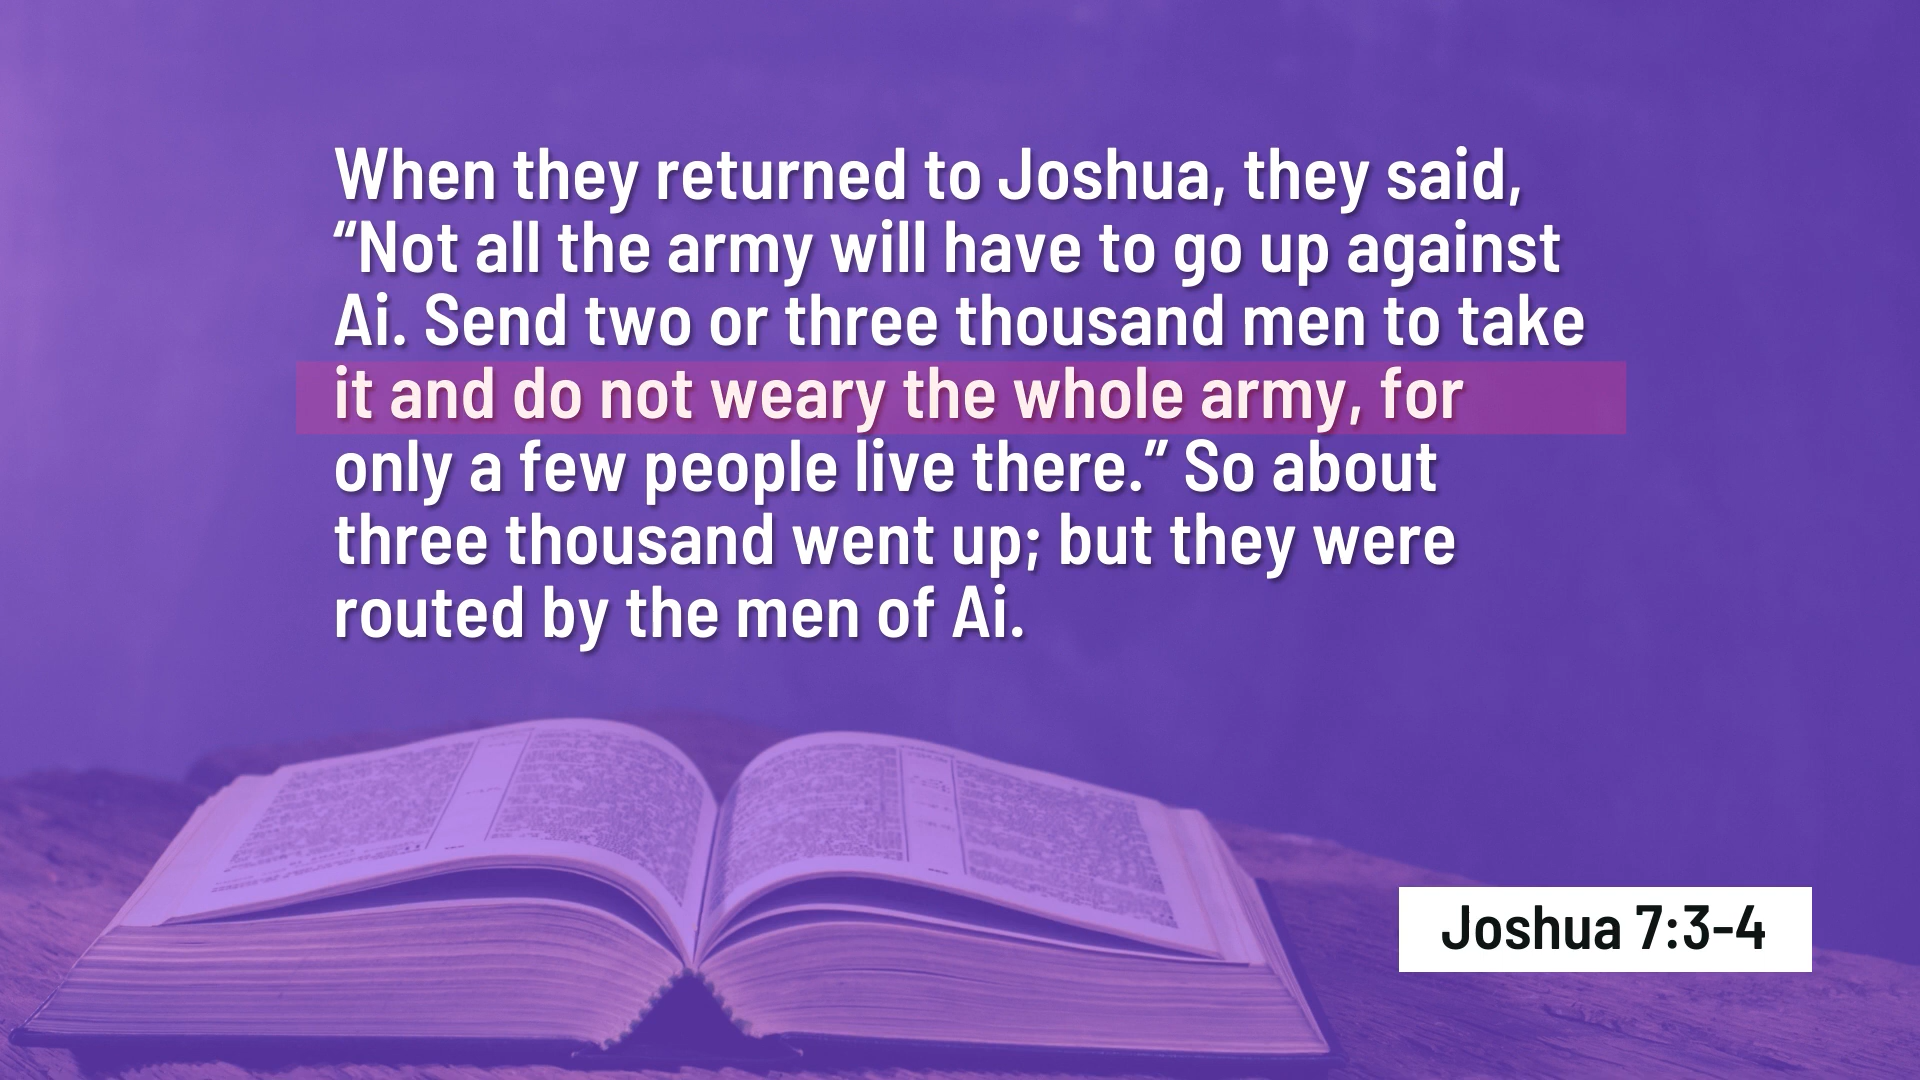 When they returned to Joshua, they said,
“Not all the army will have to go up against
Ai. Send two or three thousand men to take
it and do not weary the whole army, for
only a few people live there.” So about
three thousand went up; but they were
routed by the men of Ai.
Joshua 7:3-4